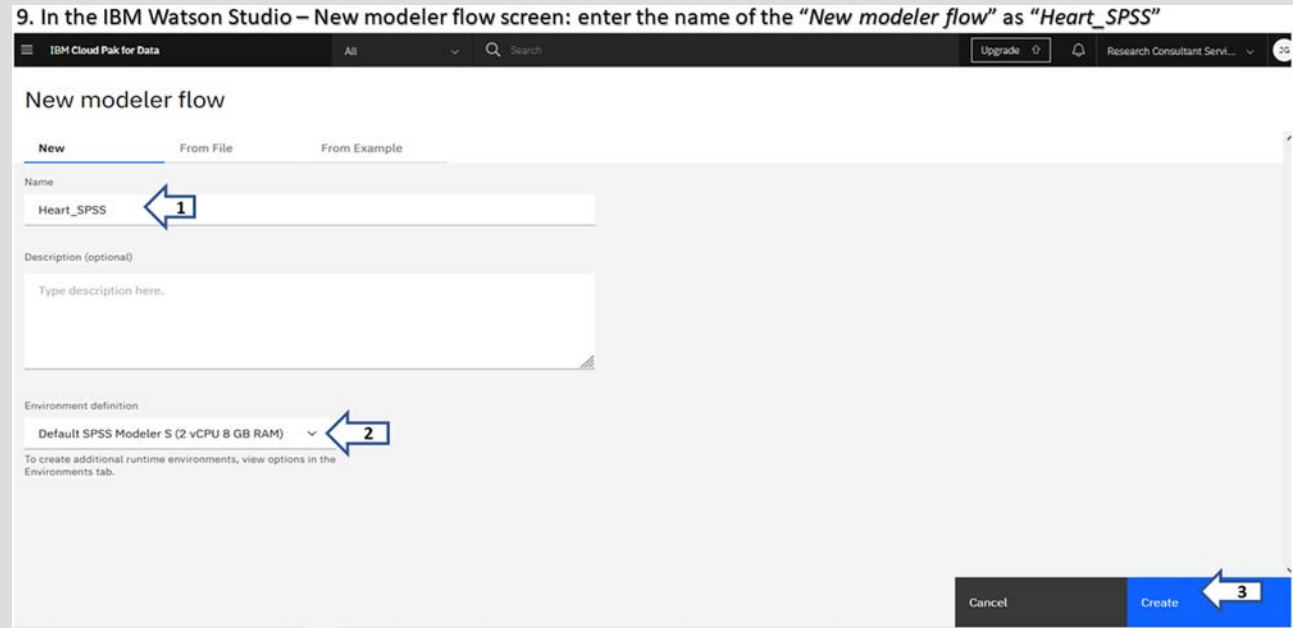 9. In the IBM Watson Studio – New modeler flow screen: enter the name of the “New modeler flow” as “Heart_SPSS”
IBM Cloud Pak for Data All Search Upgrade Research Consultant Servi... JG
New modeler flow
New From File From Example
Name
Heart_SPSS 1
Description (optional)
Type description here.
Environment definition
Default SPSS Modeler S (2 vCPU 8 GB RAM) 2
To create additional runtime environments, view options in the
Environments tab.
Cancel Create 3